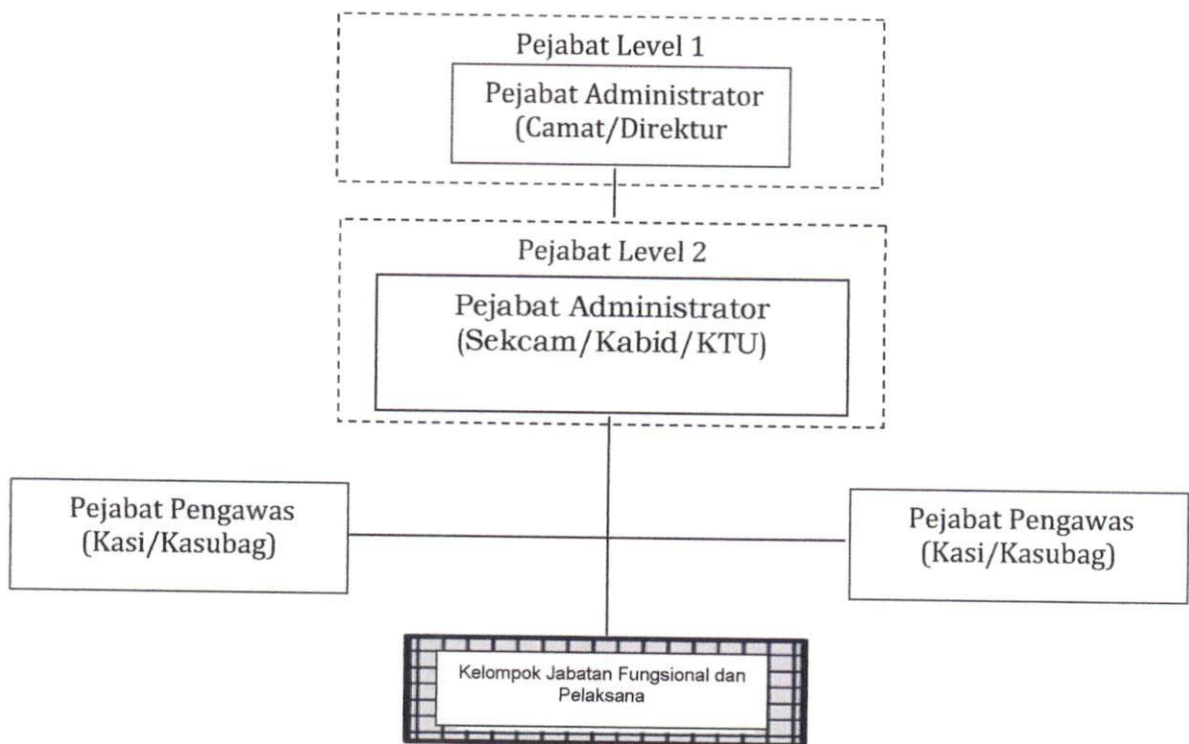 Pejabat Level 1
Pejabat Administrator
(Camat/Direktur
Pejabat Level 2
Pejabat Administrator
(Sekcam/Kabid/KTU)
Pejabat Pengawas
(Kasi/Kasubag)
Pejabat Pengawas
(Kasi/Kasubag)
Kelompok Jabatan Fungsional dan
Pelaksana